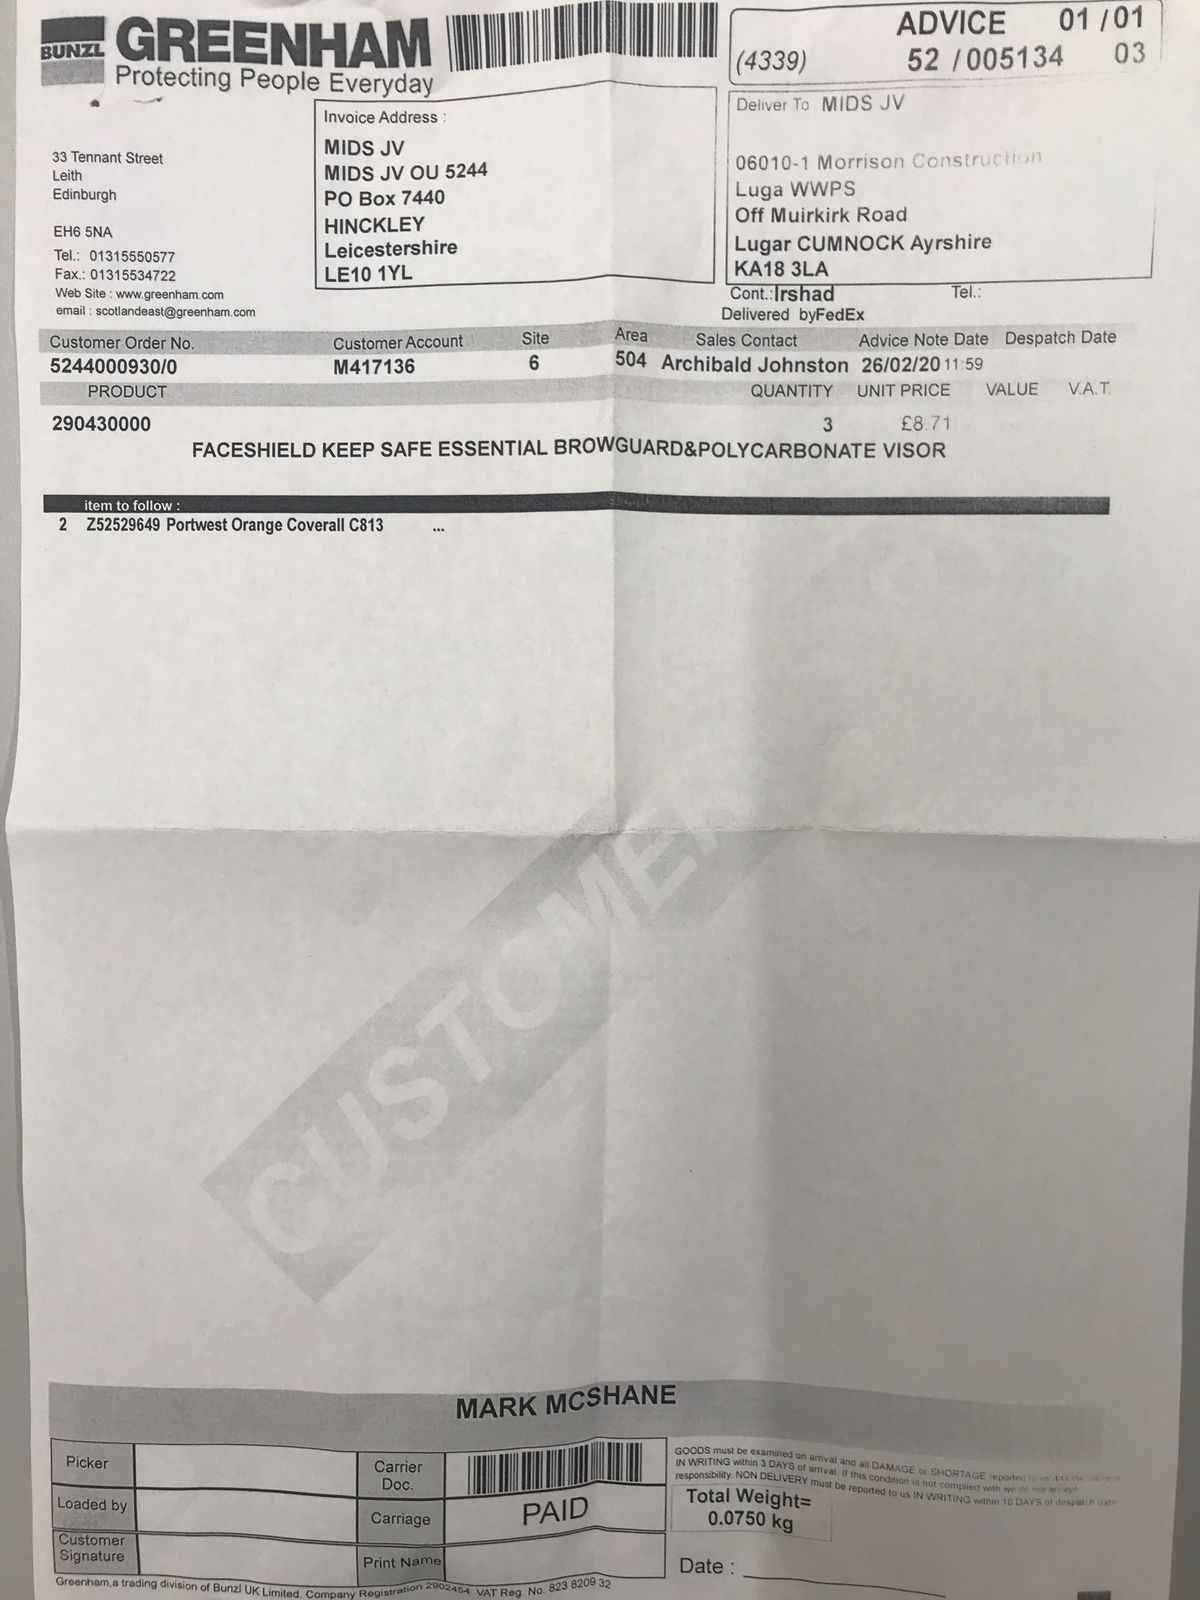 BUNZL GREENHAM
Protecting People Everyday
ADVICE 01 / 01
(4339) 52 / 005134 03
33 Tennant Street
Leith
Edinburgh
EH6 5NA
Tel.: 01315550577
Fax.: 01315534722
Web Site : www.greenham.com
email : scotlandeast@greenham.com
Invoice Address :
MIDS JV
MIDS JV OU 5244
PO Box 7440
HINCKLEY
Leicestershire
LE10 1YL
Deliver To MIDS JV
06010-1 Morrison Construction
Luga WWPS
Off Muirkirk Road
Lugar CUMNOCK Ayrshire
KA18 3LA
Cont.:Irshad Tel.:
Delivered byFedEx
Customer Order No. Customer Account Site Area Sales Contact Advice Note Date Despatch Date
5244000930/0 M417136 6 504 Archibald Johnston 26/02/20 11:59
PRODUCT QUANTITY UNIT PRICE VALUE V.A.T.
290430000 3 £8.71
FACESHIELD KEEP SAFE ESSENTIAL BROWGUARD&POLYCARBONATE VISOR
item to follow :
2 Z52529649 Portwest Orange Coverall C813 ...
CUSTOMER
MARK MCSHANE
Picker
Loaded by
Customer
Signature
Carrier
Doc.
Carriage PAID
Print Name
GOODS must be examined on arrival and all DAMAGE or SHORTAGE reported to us and the carriers
IN WRITING within 3 DAYS of arrival. If this condition is not complied with we do not accept
responsibility. NON DELIVERY must be reported to us IN WRITING within 10 DAYS of despatch date
Total Weight=
0.0750 kg
Date :
Greenham,a trading division of Bunzl UK Limited. Company Registration 2902454. VAT Reg. No. 823 8209 32